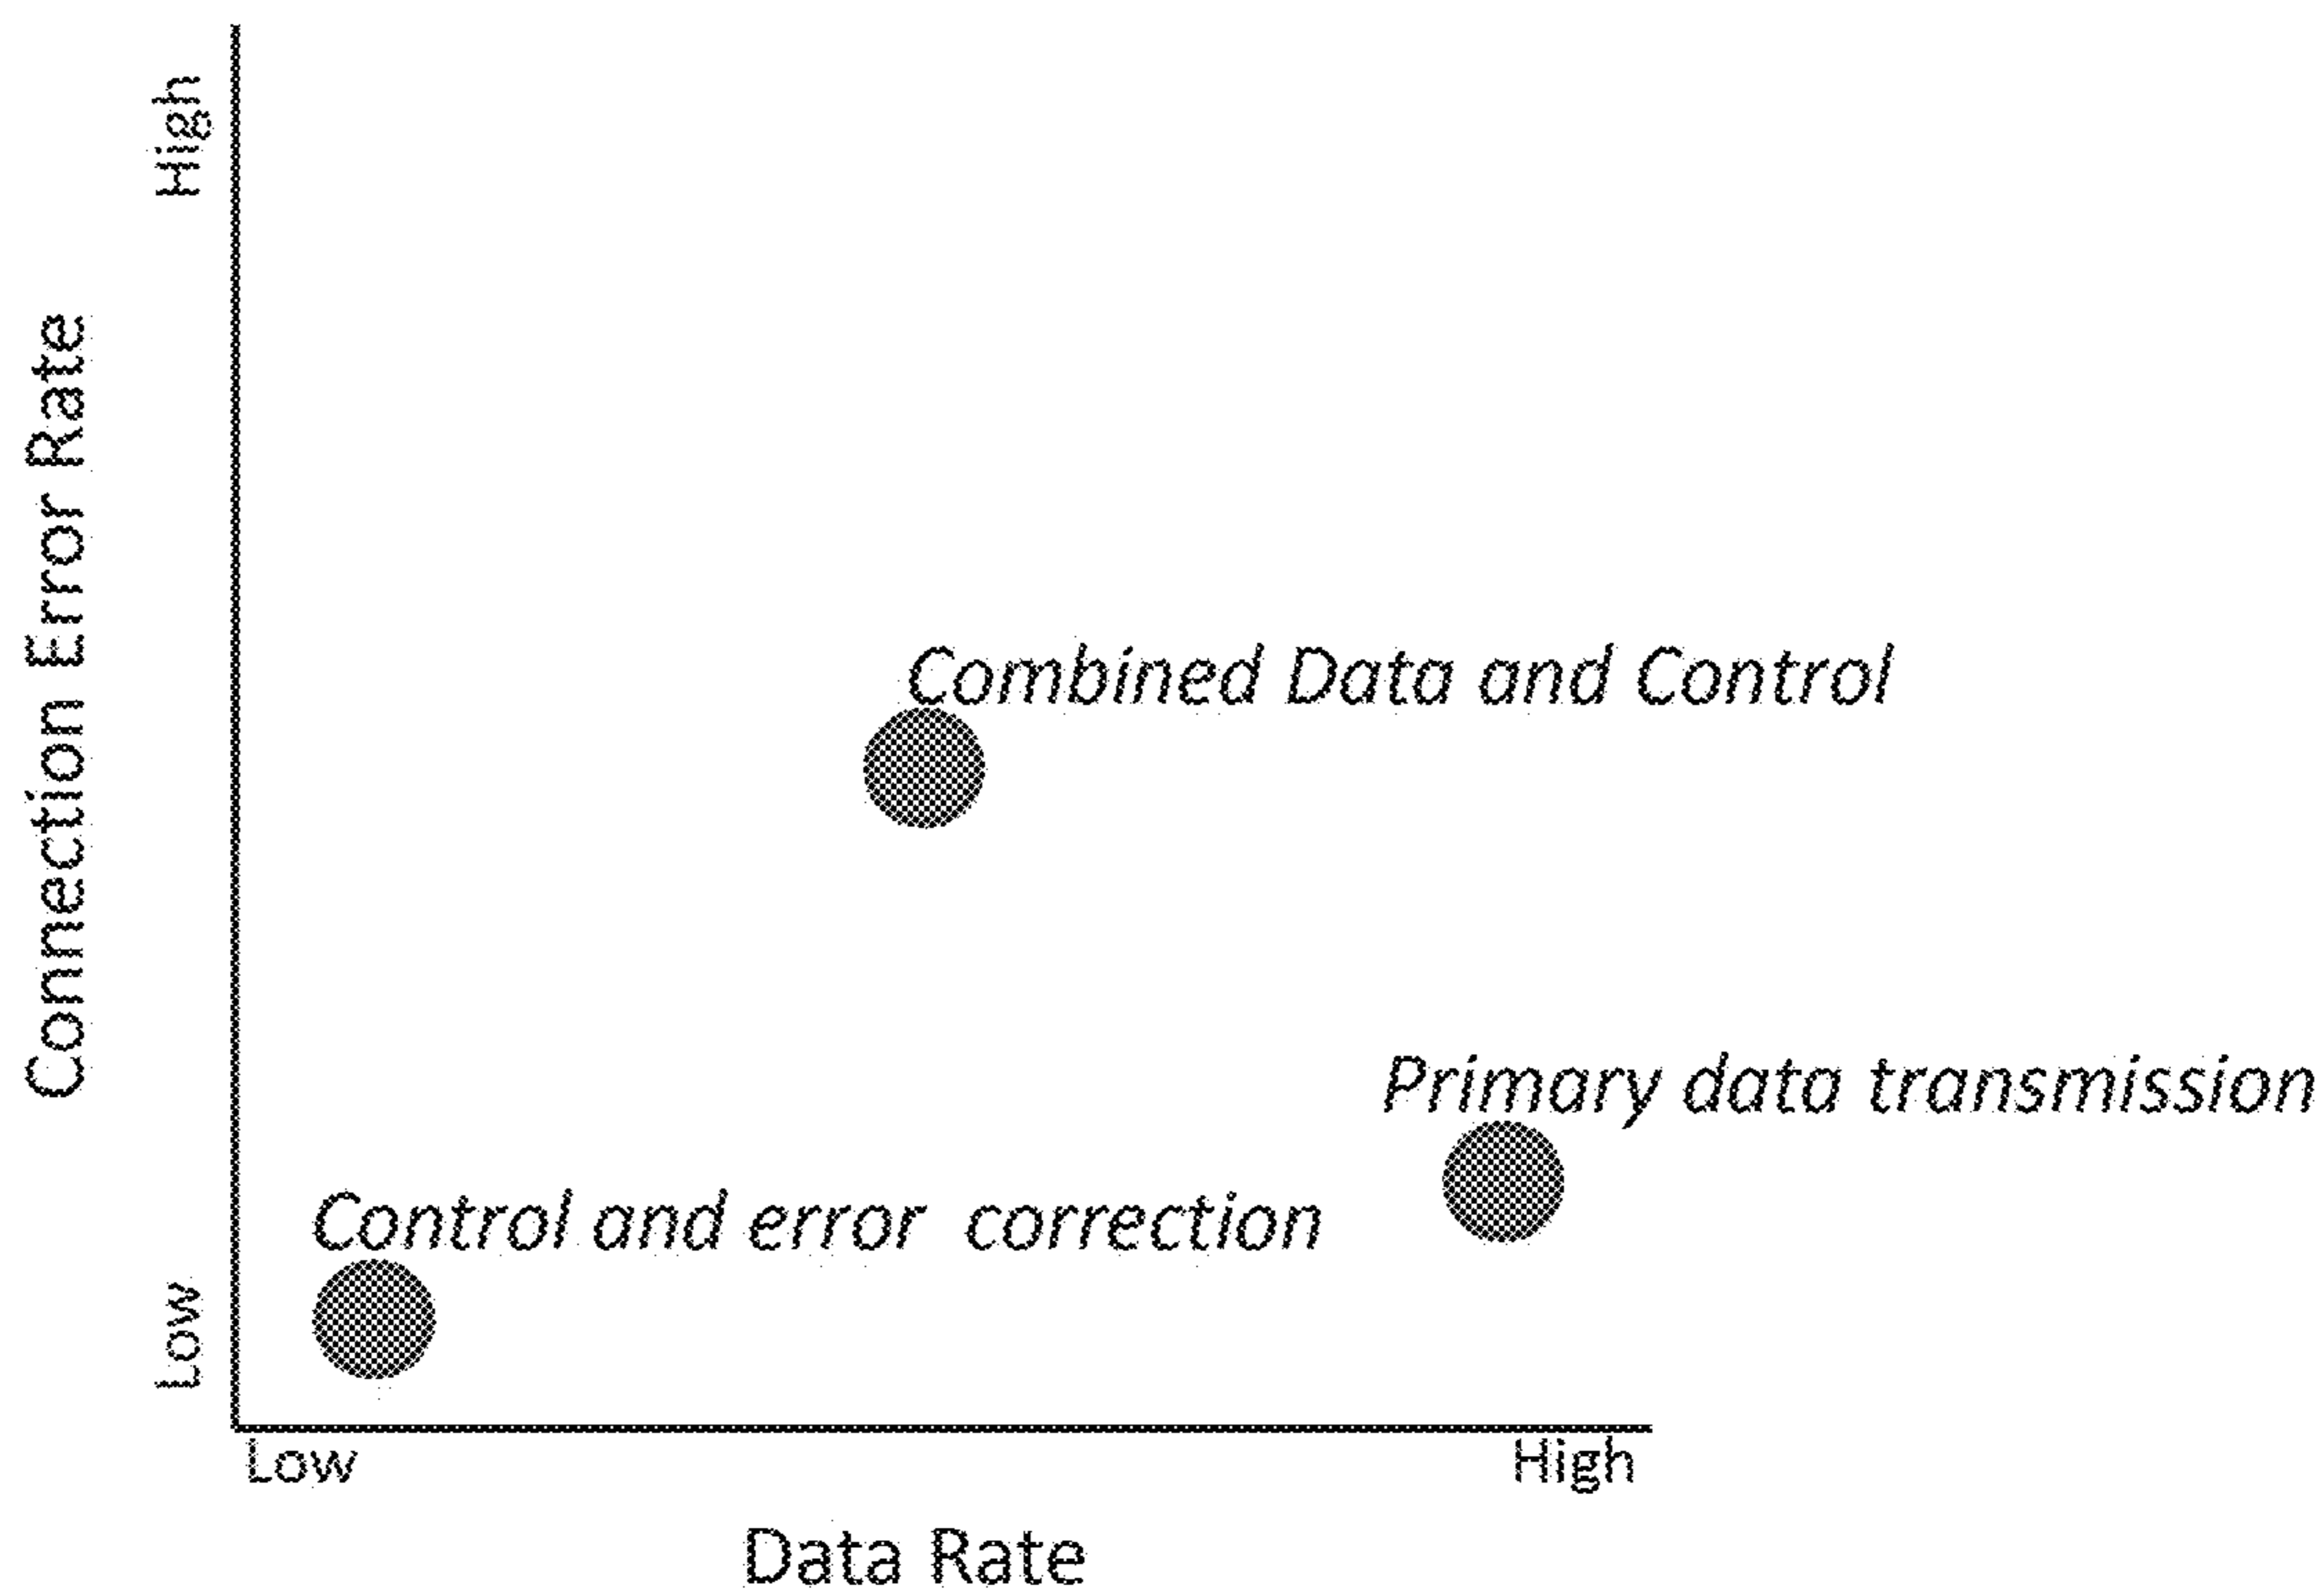 High
Connection Error Rate
Combined Data and Control
Primary data transmission
Control and error correction
Low
Low
High
Data Rate